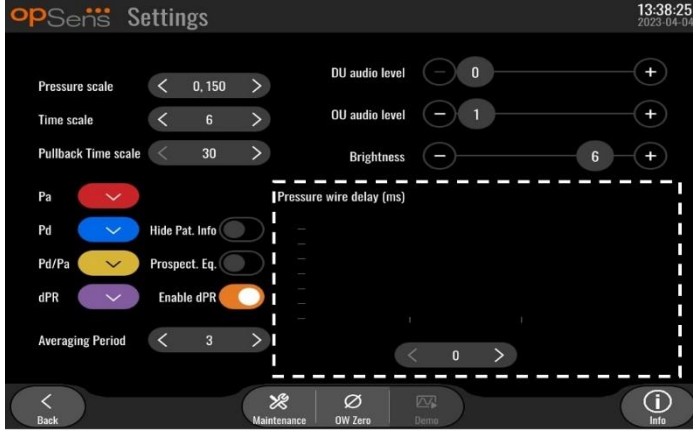 opSens Settings
13:38:25
2023-04-04
Pressure scale < 0, 150 >
Time scale < 6 >
Pullback Time scale < 30 >
DU audio level − 0 +
OU audio level − 1 +
Brightness − 6 +
Pa
Pd
Pd/Pa
dPR
Hide Pat. Info
Prospect. Eq.
Enable dPR
Averaging Period < 3 >
Pressure wire delay (ms)
< 0 >
Back
Maintenance
OW Zero
Demo
Info